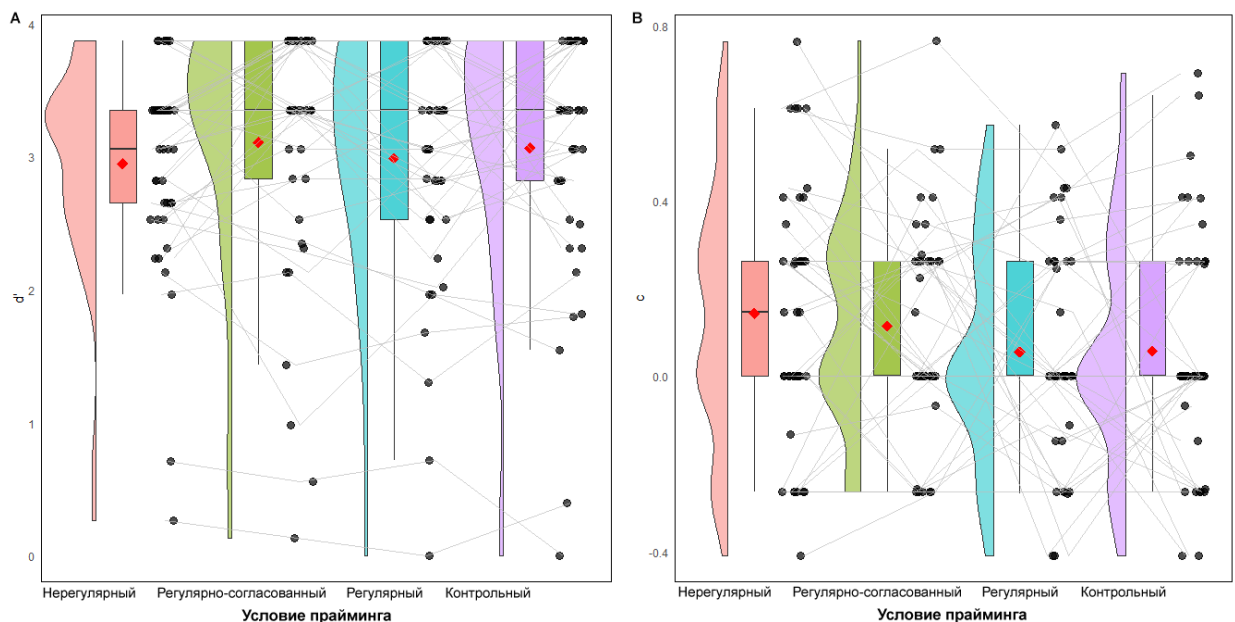 A
4
3
2
1
0
d'
Нерегулярный Регулярно-согласованный Регулярный Контрольный
Условие прайминга
B
0.8
0.4
0.0
-0.4
c
Нерегулярный Регулярно-согласованный Регулярный Контрольный
Условие прайминга